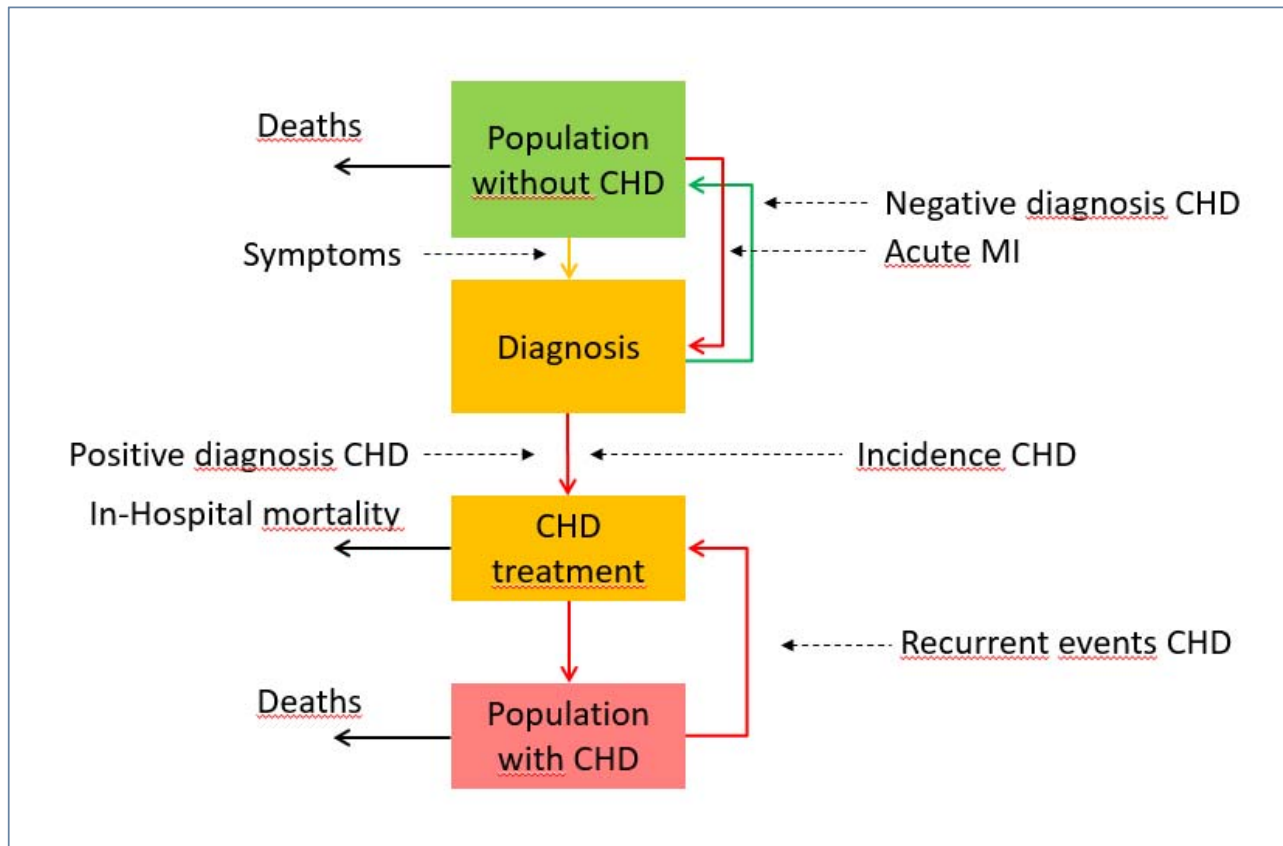 Deaths
Population
without CHD
Negative diagnosis CHD
Symptoms
Acute MI
Diagnosis
Positive diagnosis CHD
Incidence CHD
In-Hospital mortality
CHD
treatment
Recurrent events CHD
Deaths
Population
with CHD